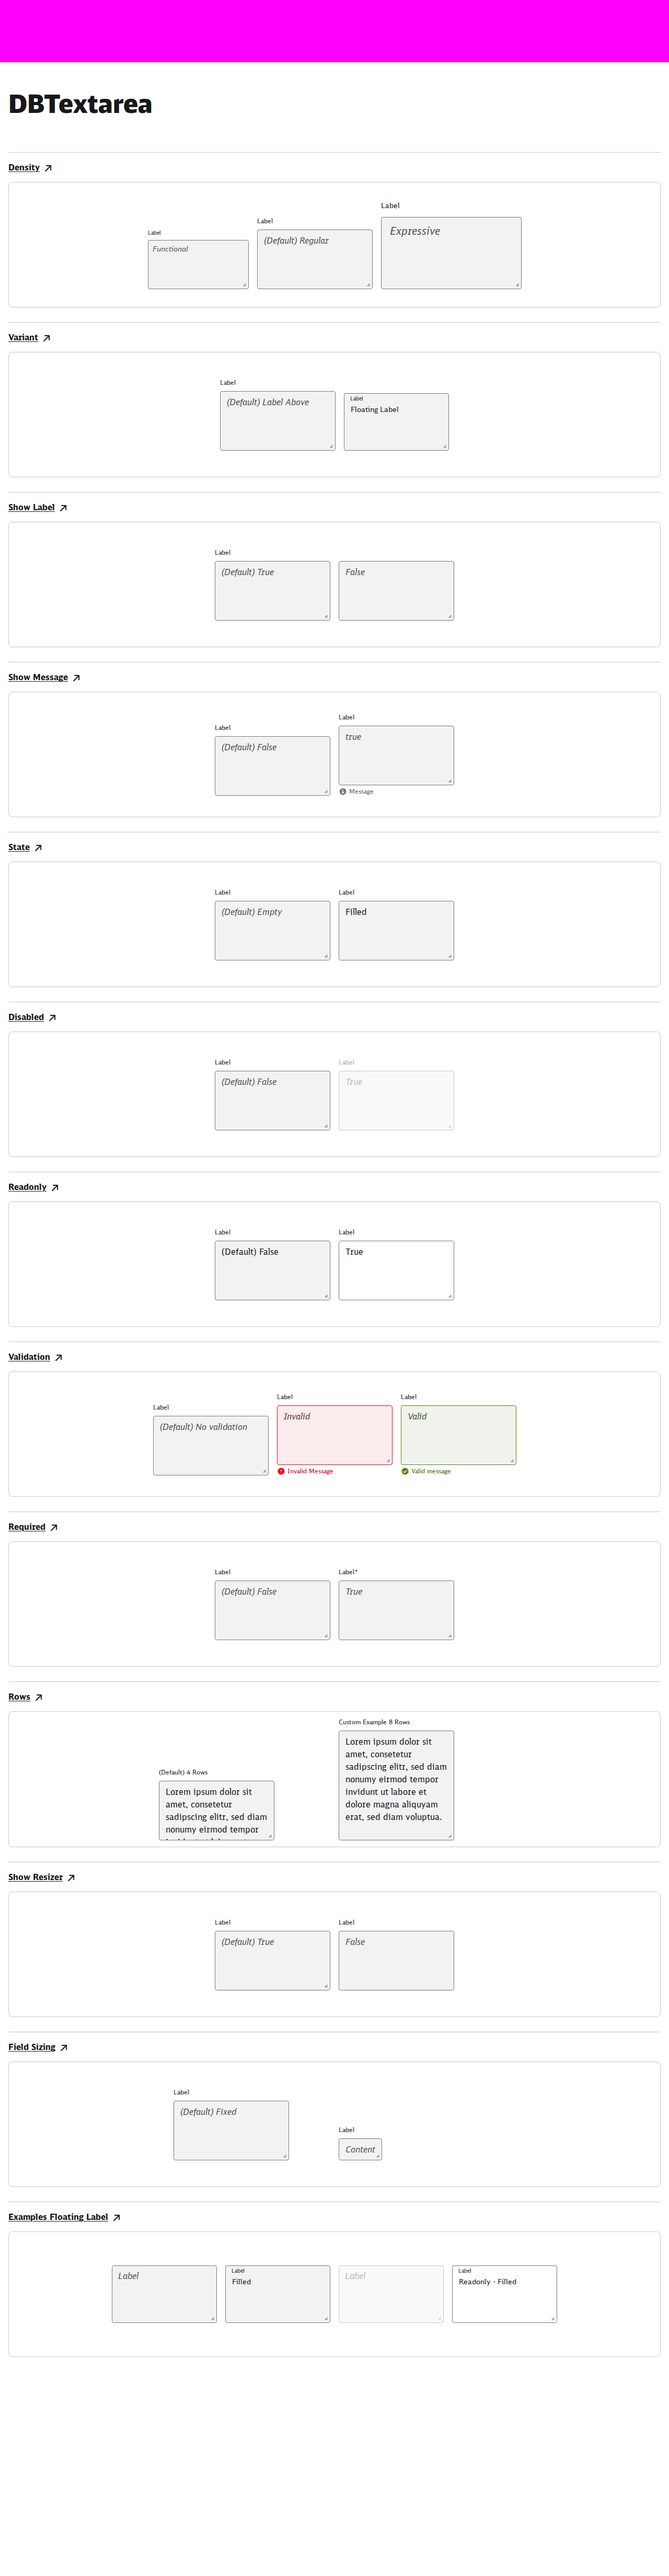 DBTextarea
Density
Label
Functional
Label
(Default) Regular
Label
Expressive
Variant
Label
(Default) Label Above
Label
Floating Label
Show Label
Label
(Default) True
False
Show Message
Label
(Default) False
Label
true
Message
State
Label
(Default) Empty
Label
Filled
Disabled
Label
(Default) False
Label
True
Readonly
Label
(Default) False
Label
True
Validation
Label
(Default) No validation
Label
Invalid
Invalid Message
Label
Valid
Valid message
Required
Label
(Default) False
Label*
True
Rows
(Default) 4 Rows
Lorem ipsum dolor sit
amet, consetetur
sadipscing elitr, sed diam
nonumy eirmod tempor
Custom Example 8 Rows
Lorem ipsum dolor sit
amet, consetetur
sadipscing elitr, sed diam
nonumy eirmod tempor
invidunt ut labore et
dolore magna aliquyam
erat, sed diam voluptua.
Show Resizer
Label
(Default) True
Label
False
Field Sizing
Label
(Default) Fixed
Label
Content
Examples Floating Label
Label
Label
Filled
Label
Label
Readonly - Filled